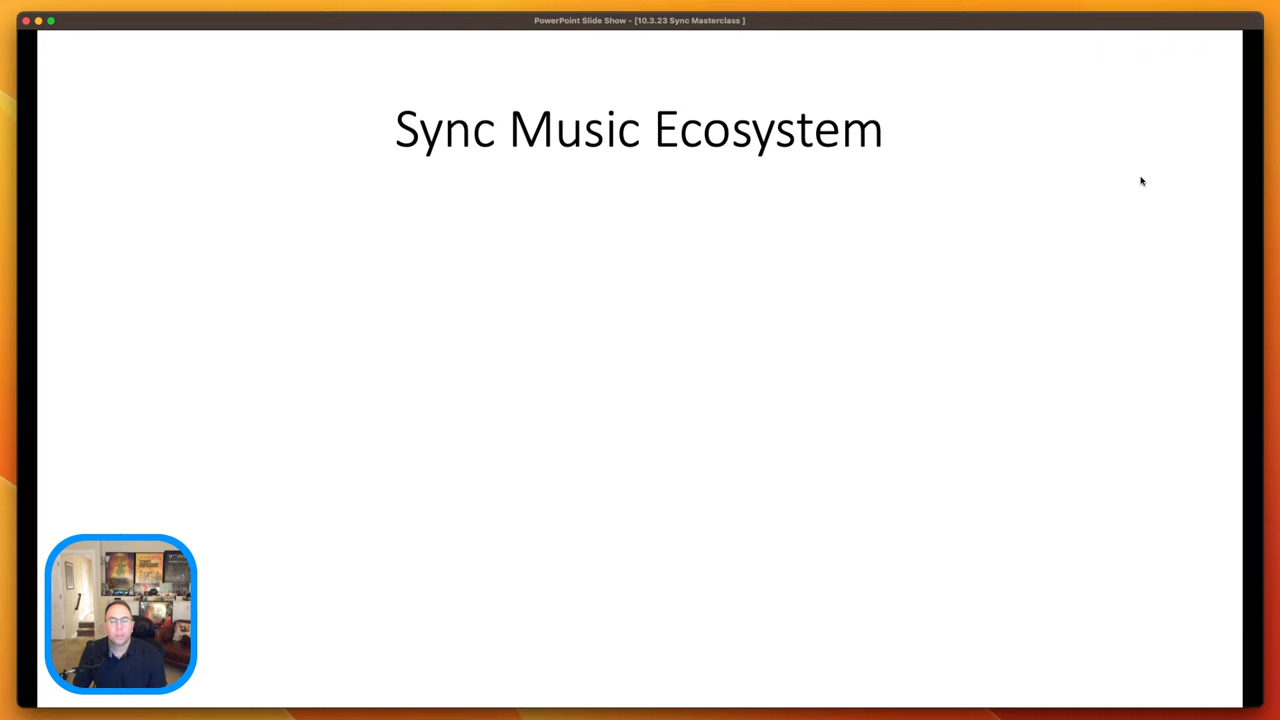 PowerPoint Slide Show - [10.3.23 Sync Masterclass ]
Sync Music Ecosystem